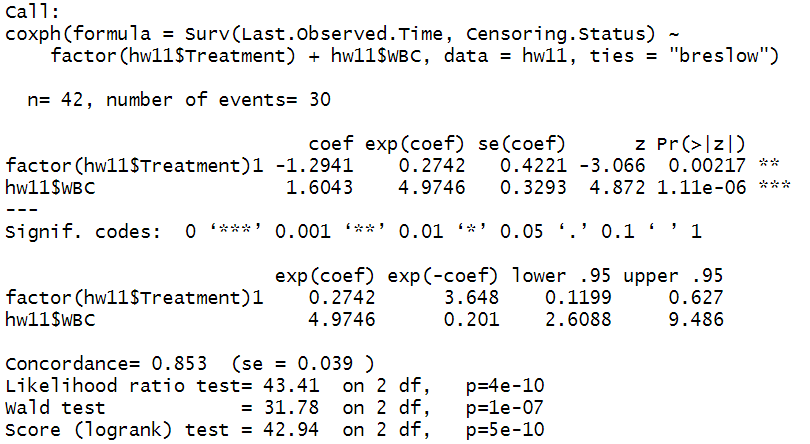 Call:
coxph(formula = Surv(Last.Observed.Time, Censoring.Status) ~
    factor(hw11$Treatment) + hw11$WBC, data = hw11, ties = "breslow")
  n= 42, number of events= 30
                           coef exp(coef) se(coef)      z Pr(>|z|)
factor(hw11$Treatment)1 -1.2941    0.2742   0.4221 -3.066  0.00217 **
hw11$WBC                 1.6043    4.9746   0.3293  4.872 1.11e-06 ***
---
Signif. codes:  0 ‘***’ 0.001 ‘**’ 0.01 ‘*’ 0.05 ‘.’ 0.1 ‘ ’ 1
                        exp(coef) exp(-coef) lower .95 upper .95
factor(hw11$Treatment)1    0.2742      3.648    0.1199     0.627
hw11$WBC                   4.9746      0.201    2.6088     9.486
Concordance= 0.853  (se = 0.039 )
Likelihood ratio test= 43.41  on 2 df,   p=4e-10
Wald test            = 31.78  on 2 df,   p=1e-07
Score (logrank) test = 42.94  on 2 df,   p=5e-10